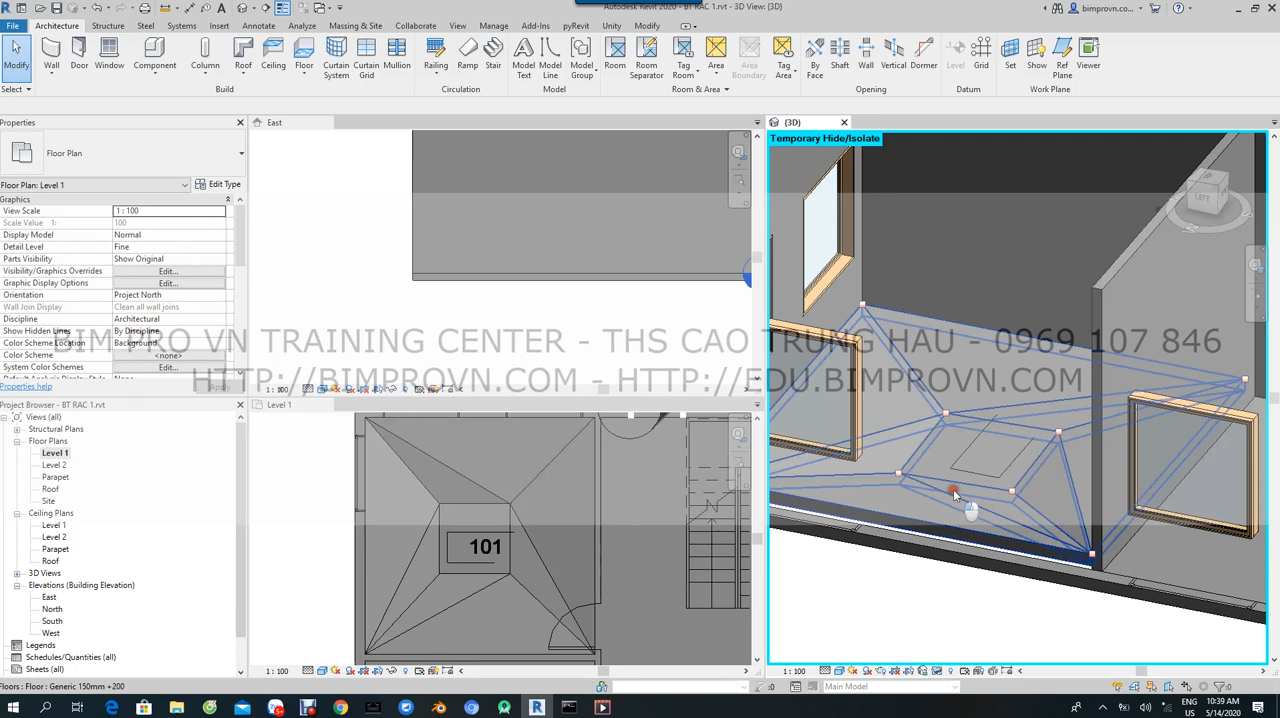 Autodesk Revit 2020 - BT RAC 1.rvt - 3D View: {3D}
bimprovn.co...
File Architecture Structure Steel Systems Insert Annotate Analyze Massing & Site Collaborate View Manage Add-Ins pyRevit Unity Modify
Modify Wall Door Window Component Column Roof Ceiling Floor Curtain System Curtain Grid Mullion Railing Ramp Stair Model Text Model Line Model Group Room Room Separator Tag Room Area Area Boundary Tag Area By Face Shaft Wall Vertical Dormer Level Grid Set Show Ref Plane Viewer
Select Build Circulation Model Room & Area Opening Datum Work Plane
Properties
Floor Plan
Floor Plan: Level 1 Edit Type
Graphics
View Scale 1 : 100
Scale Value 1: 100
Display Model Normal
Detail Level Fine
Parts Visibility Show Original
Visibility/Graphics Overrides Edit...
Graphic Display Options Edit...
Orientation Project North
Wall Join Display Clean all wall joins
Discipline Architectural
Show Hidden Lines By Discipline
Color Scheme Location Background
Color Scheme <none>
System Color Schemes Edit...
Properties help Apply
Project Browser - BT RAC 1.rvt
Views (all)
Structural Plans
Floor Plans
Level 1
Level 2
Parapet
Roof
Site
Ceiling Plans
Level 1
Level 2
Parapet
Roof
3D Views
Elevations (Building Elevation)
East
North
South
West
Legends
Schedules/Quantities (all)
Sheets (all)
East
1 : 100
Level 1
101
1 : 100
{3D}
Temporary Hide/Isolate
LEFT
1 : 100
BIM PRO VN TRAINING CENTER - THS CAO TRUNG HAU - 0969 107 846
HTTP://BIMPROVN.COM - HTTP://EDU.BIMPROVN.COM
Floors : Floor : Generic 150mm +200
:0
Main Model
:0
ENG
US
10:39 AM
5/14/2020